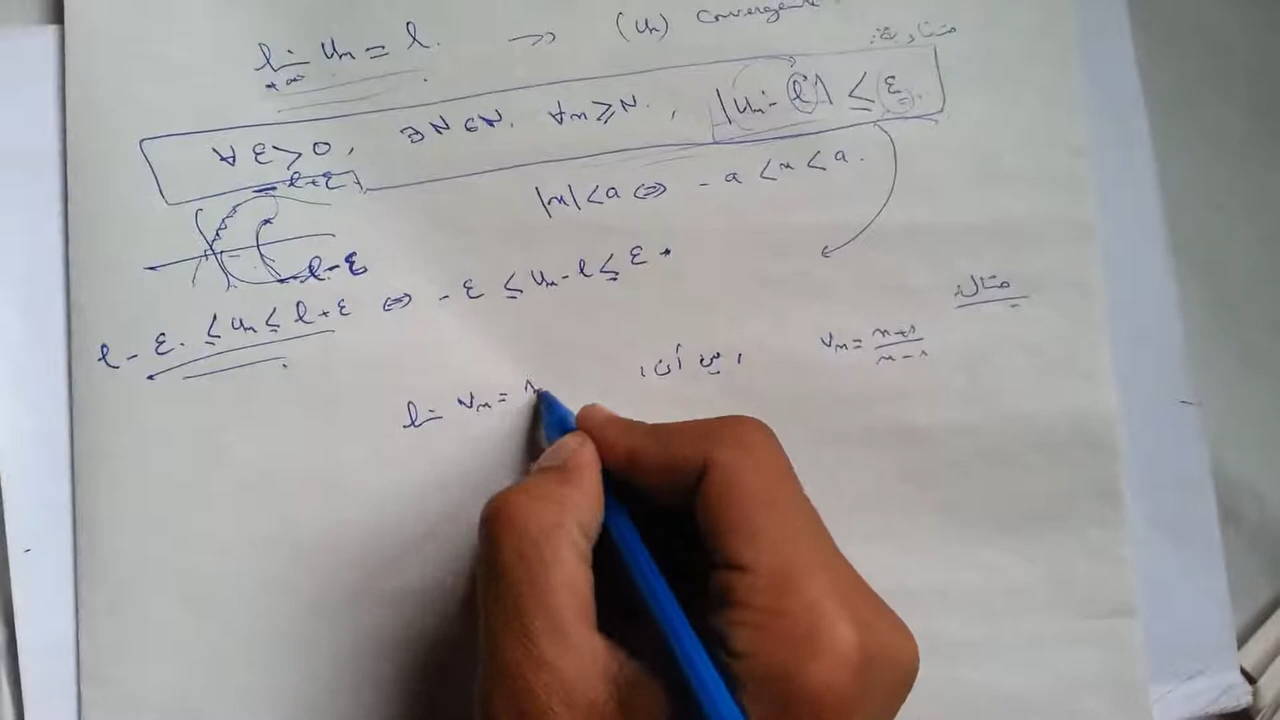 lim uₙ = l. → (uₙ) convergente
+∞
متقاربة:
∀ ε > 0, ∃ N ∈ ℕ, ∀n ≥ N, |uₙ - l| ≤ ε.
|x| < a ⇔ - a < x < a.
l + ε
l - ε
l - ε ≤ uₙ ≤ l + ε ⇔ - ε ≤ uₙ - l ≤ ε
مثال:
vₙ = n+1 / n-1 , بين أن,
lim vₙ = 1